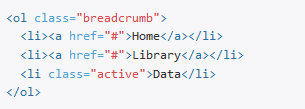 <ol class="breadcrumb">
  <li><a href="#">Home</a></li>
  <li><a href="#">Library</a></li>
  <li class="active">Data</li>
</ol>